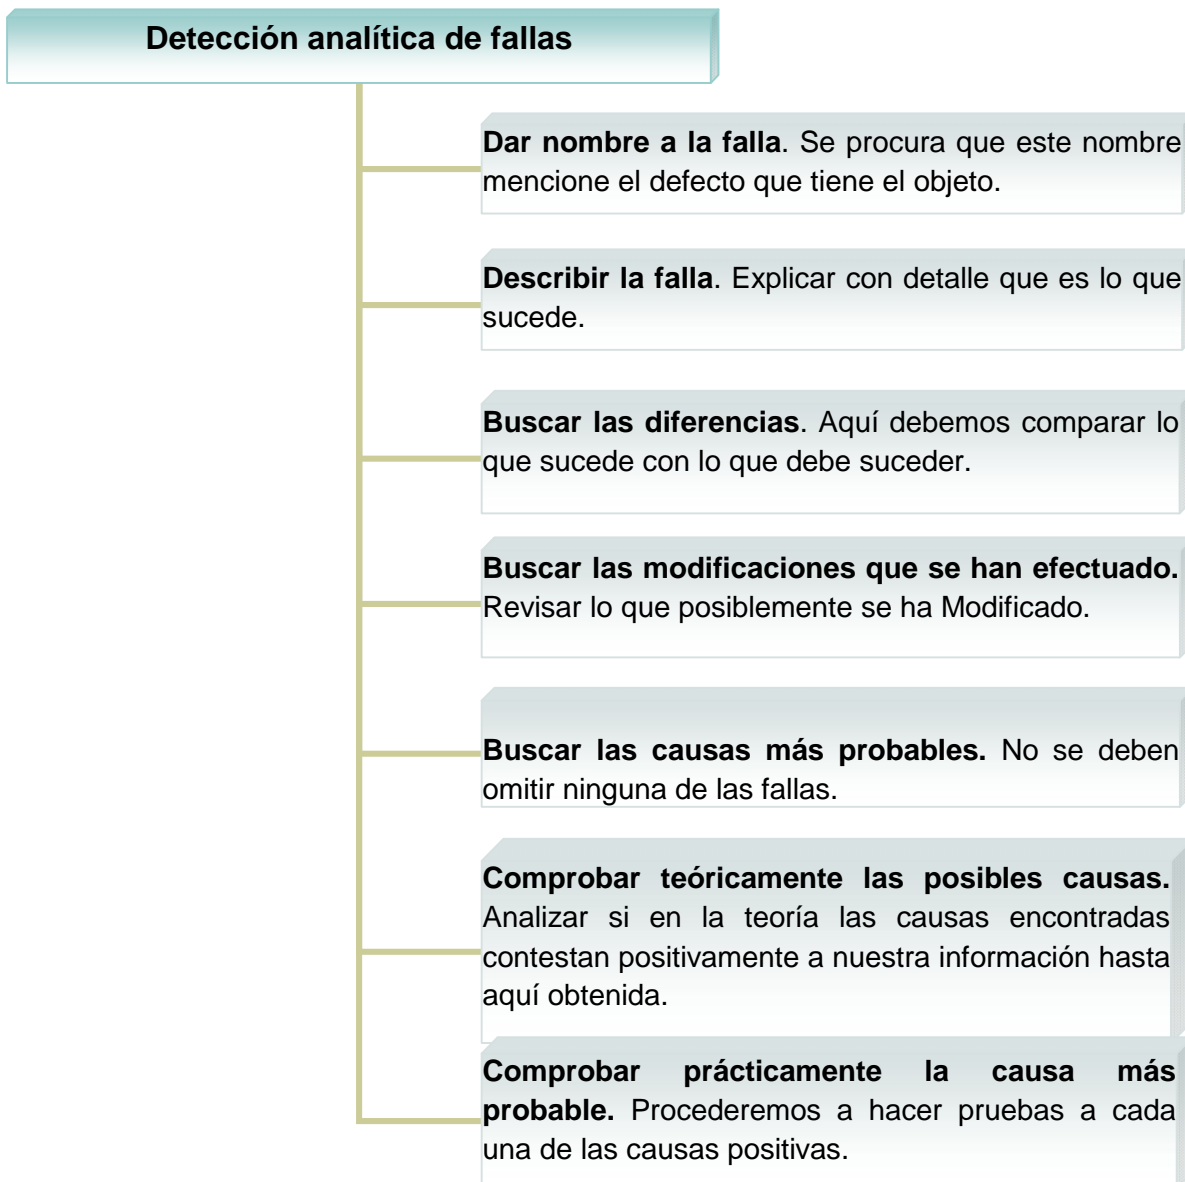 Detección analítica de fallas
Dar nombre a la falla. Se procura que este nombre
mencione el defecto que tiene el objeto.
Describir la falla. Explicar con detalle que es lo que
sucede.
Buscar las diferencias. Aquí debemos comparar lo
que sucede con lo que debe suceder.
Buscar las modificaciones que se han efectuado.
Revisar lo que posiblemente se ha Modificado.
Buscar las causas más probables. No se deben
omitir ninguna de las fallas.
Comprobar teóricamente las posibles causas.
Analizar si en la teoría las causas encontradas
contestan positivamente a nuestra información hasta
aquí obtenida.
Comprobar prácticamente la causa más
probable. Procederemos a hacer pruebas a cada
una de las causas positivas.